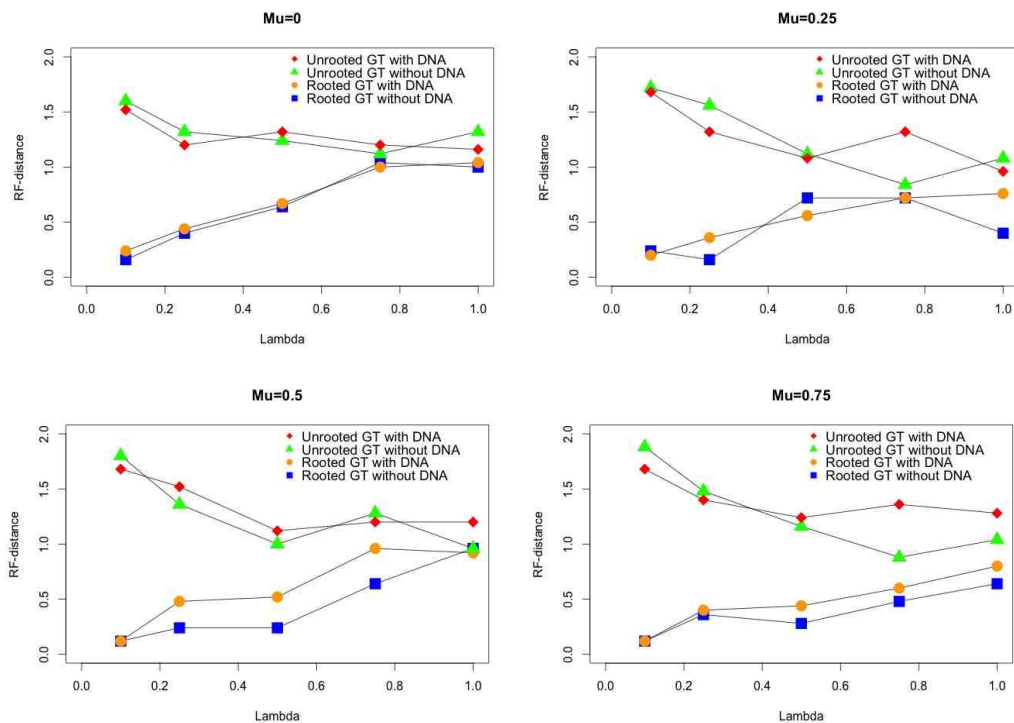 Mu=0
2.0
1.5
1.0
0.5
0.0
RF-distance
Unrooted GT with DNA
Unrooted GT without DNA
Rooted GT with DNA
Rooted GT without DNA
0.0 0.2 0.4 0.6 0.8 1.0
Lambda
Mu=0.25
2.0
1.5
1.0
0.5
0.0
RF-distance
Unrooted GT with DNA
Unrooted GT without DNA
Rooted GT with DNA
Rooted GT without DNA
0.0 0.2 0.4 0.6 0.8 1.0
Lambda
Mu=0.5
2.0
1.5
1.0
0.5
0.0
RF-distance
Unrooted GT with DNA
Unrooted GT without DNA
Rooted GT with DNA
Rooted GT without DNA
0.0 0.2 0.4 0.6 0.8 1.0
Lambda
Mu=0.75
2.0
1.5
1.0
0.5
0.0
RF-distance
Unrooted GT with DNA
Unrooted GT without DNA
Rooted GT with DNA
Rooted GT without DNA
0.0 0.2 0.4 0.6 0.8 1.0
Lambda